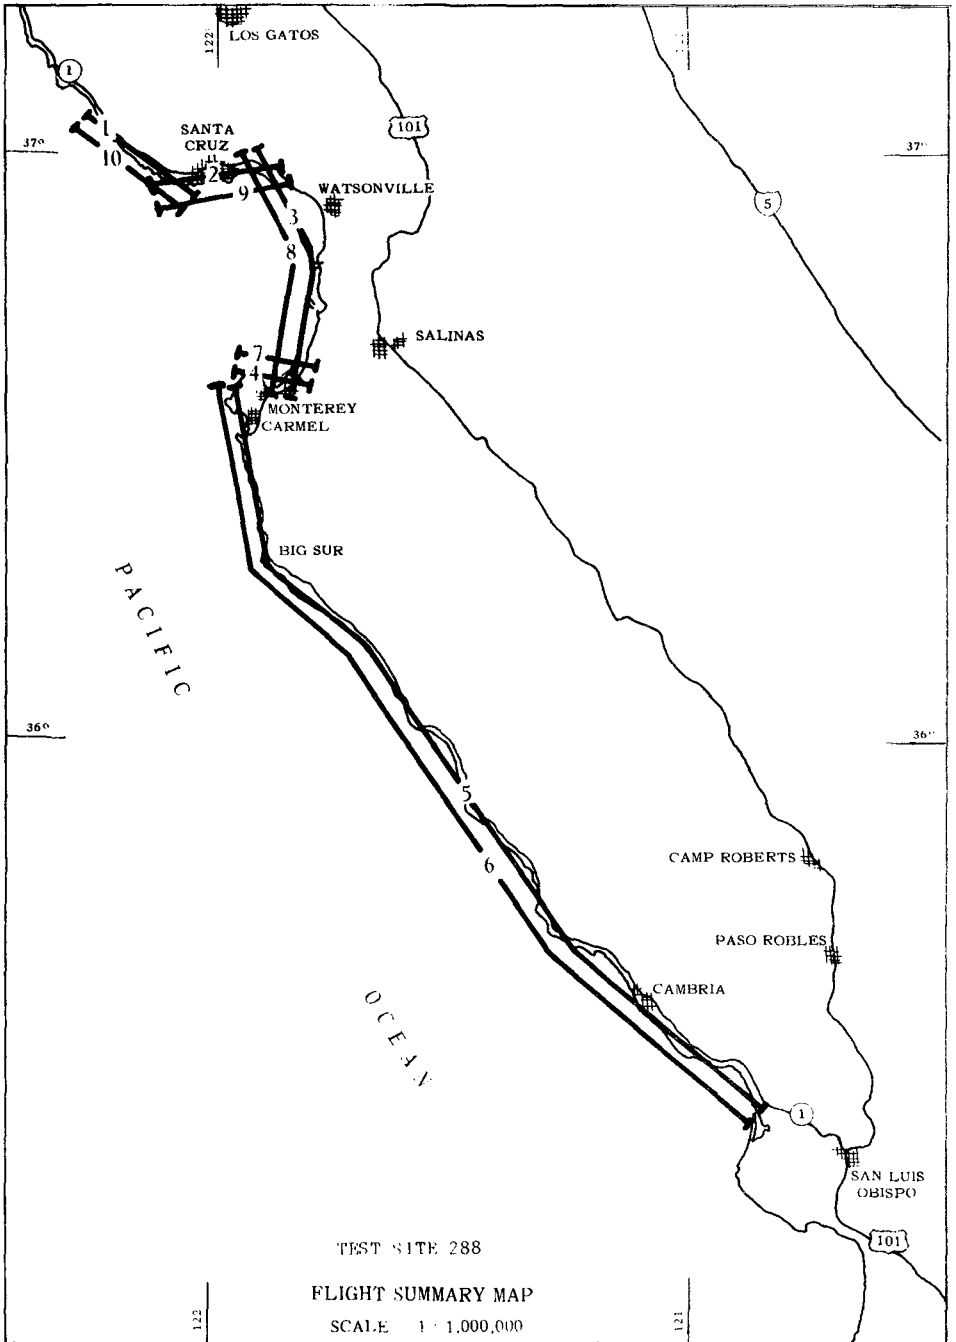 122
121
LOS GATOS
1
101
1
SANTA
CRUZ
37°
37°
10
2
9
WATSONVILLE
5
3
8
SALINAS
7
4
MONTEREY
CARMEL
BIG SUR
PACIFIC
36°
36°
5
6
CAMP ROBERTS
PASO ROBLES
CAMBRIA
OCEAN
1
SAN LUIS
OBISPO
101
TEST SITE 288
FLIGHT SUMMARY MAP
SCALE 1:1,000,000
122
121